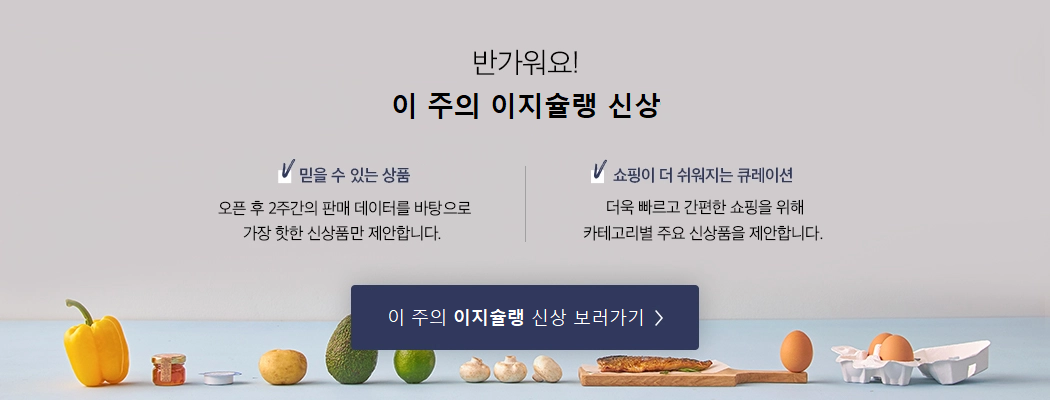 반가워요!
이 주의 이지슐랭 신상
믿을 수 있는 상품
오픈 후 2주간의 판매 데이터를 바탕으로
가장 핫한 신상품만 제안합니다.
쇼핑이 더 쉬워지는 큐레이션
더욱 빠르고 간편한 쇼핑을 위해
카테고리별 주요 신상품을 제안합니다.
이 주의 이지슐랭 신상 보러가기 >